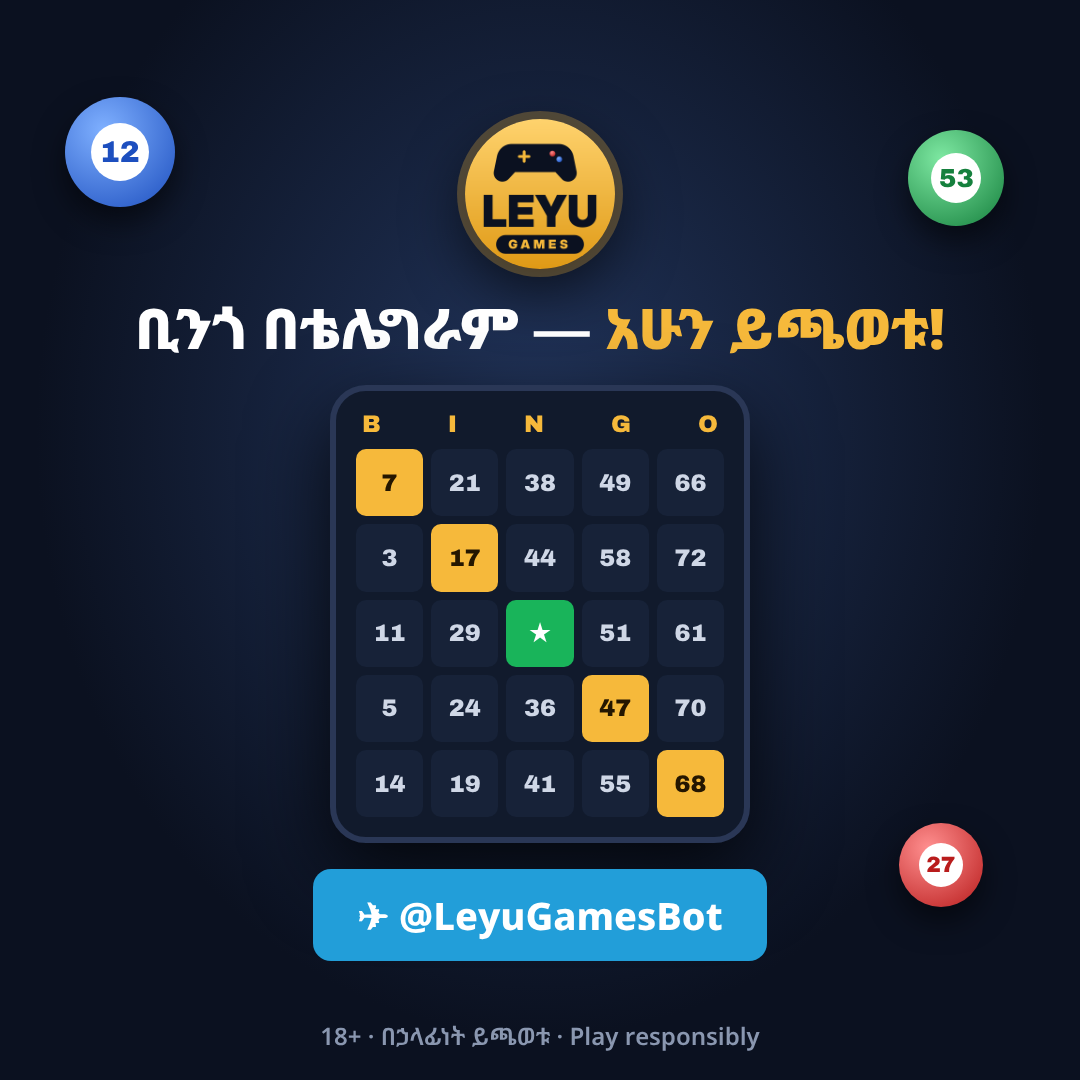 12
53
LEYU
GAMES
ቢንጎ በቴሌግራም — አሁን ይጫወቱ!
B I N G O
7 21 38 49 66
3 17 44 58 72
11 29 ★ 51 61
5 24 36 47 70
14 19 41 55 68
27
✈ @LeyuGamesBot
18+ · በኃላፊነት ይጫወቱ · Play responsibly